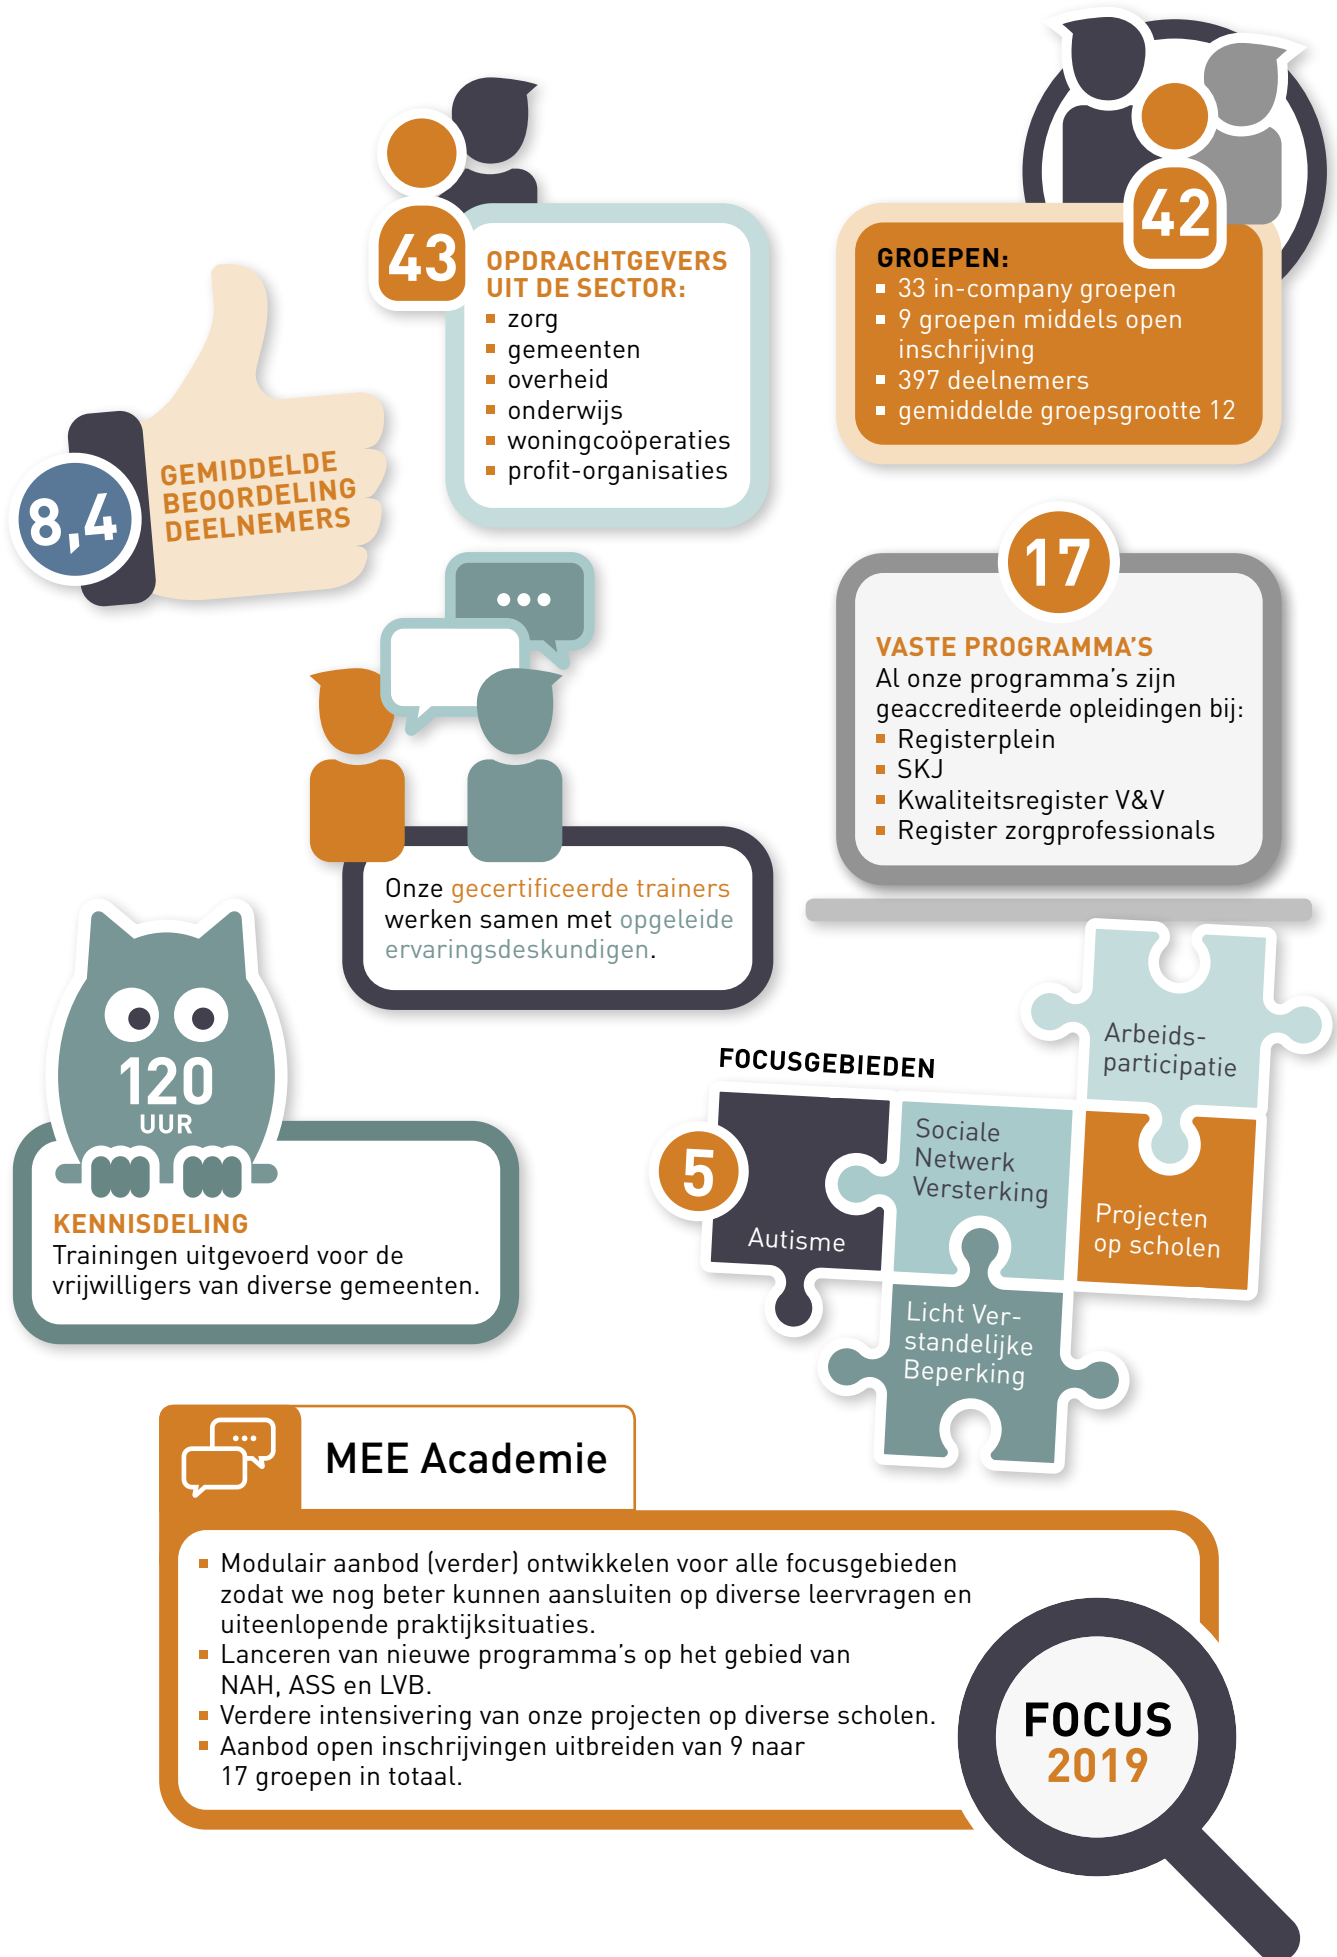 43
OPDRACHTGEVERS
UIT DE SECTOR:
zorg
gemeenten
overheid
onderwijs
woningcoöperaties
profit-organisaties
42
GROEPEN:
33 in-company groepen
9 groepen middels open
inschrijving
397 deelnemers
gemiddelde groepsgrootte 12
8,4
GEMIDDELDE
BEOORDELING
DEELNEMERS
17
VASTE PROGRAMMA’S
Al onze programma’s zijn
geaccrediteerde opleidingen bij:
Registerplein
SKJ
Kwaliteitsregister V&V
Register zorgprofessionals
Onze gecertificeerde trainers
werken samen met opgeleide
ervaringsdeskundigen.
120
UUR
KENNISDELING
Trainingen uitgevoerd voor de
vrijwilligers van diverse gemeenten.
FOCUSGEBIEDEN
5
Autisme
Sociale
Netwerk
Versterking
Arbeids-
participatie
Projecten
op scholen
Licht Ver-
standelijke
Beperking
MEE Academie
Modulair aanbod (verder) ontwikkelen voor alle focusgebieden
zodat we nog beter kunnen aansluiten op diverse leervragen en
uiteenlopende praktijksituaties.
Lanceren van nieuwe programma’s op het gebied van
NAH, ASS en LVB.
Verdere intensivering van onze projecten op diverse scholen.
Aanbod open inschrijvingen uitbreiden van 9 naar
17 groepen in totaal.
FOCUS
2019